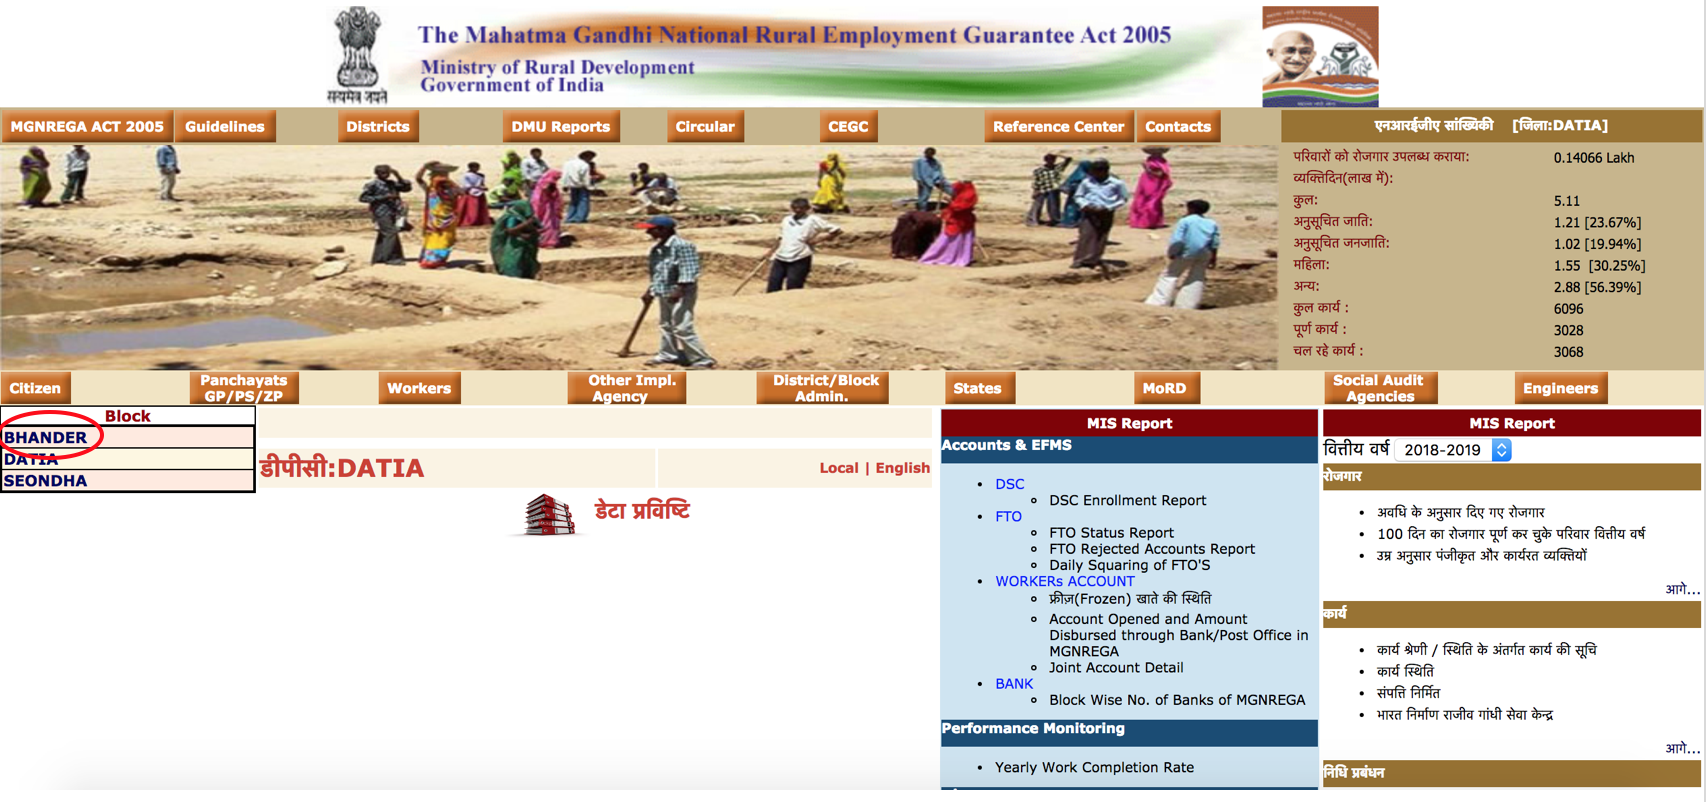 The Mahatma Gandhi National Rural Employment Guarantee Act 2005
Ministry of Rural Development
Government of India
सत्यमेव जयते
MGNREGA ACT 2005
Guidelines
Districts
DMU Reports
Circular
CEGC
Reference Center
Contacts
एनआरईजीए सांख्यिकी [जिला:DATIA]
परिवारों को रोजगार उपलब्ध कराया: 0.14066 Lakh
व्यक्तिदिन(लाख में):
कुल: 5.11
अनुसूचित जाति: 1.21 [23.67%]
अनुसूचित जनजाति: 1.02 [19.94%]
महिला: 1.55 [30.25%]
अन्य: 2.88 [56.39%]
कुल कार्य : 6096
पूर्ण कार्य : 3028
चल रहे कार्य : 3068
Citizen
Panchayats
GP/PS/ZP
Workers
Other Impl.
Agency
District/Block
Admin.
States
MoRD
Social Audit
Agencies
Engineers
Block
BHANDER
DATIA
SEONDHA
डीपीसी:DATIA
Local | English
डेटा प्रविष्टि
MIS Report
Accounts & EFMS
DSC
DSC Enrollment Report
FTO
FTO Status Report
FTO Rejected Accounts Report
Daily Squaring of FTO'S
WORKERs ACCOUNT
फ्रीज़(Frozen) खाते की स्थिति
Account Opened and Amount
Disbursed through Bank/Post Office in
MGNREGA
Joint Account Detail
BANK
Block Wise No. of Banks of MGNREGA
Performance Monitoring
Yearly Work Completion Rate
MIS Report
वित्तीय वर्ष 2018-2019
रोजगार
अवधि के अनुसार दिए गए रोजगार
100 दिन का रोजगार पूर्ण कर चुके परिवार वित्तीय वर्ष
उम्र अनुसार पंजीकृत और कार्यरत व्यक्तियों
आगे...
कार्य
कार्य श्रेणी / स्थिति के अंतर्गत कार्य की सूचि
कार्य स्थिति
संपत्ति निर्मित
भारत निर्माण राजीव गांधी सेवा केन्द्र
आगे...
निधि प्रबंधन